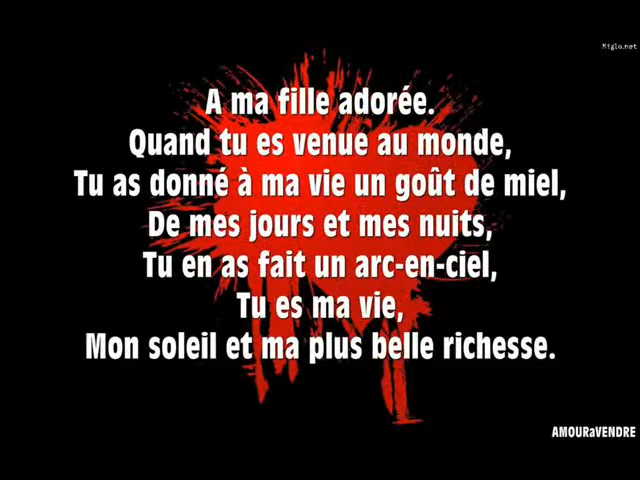 Niglo.net
A ma fille adorée.
Quand tu es venue au monde,
Tu as donné à ma vie un goût de miel,
De mes jours et mes nuits,
Tu en as fait un arc-en-ciel,
Tu es ma vie,
Mon soleil et ma plus belle richesse.
AMOURaVENDRE